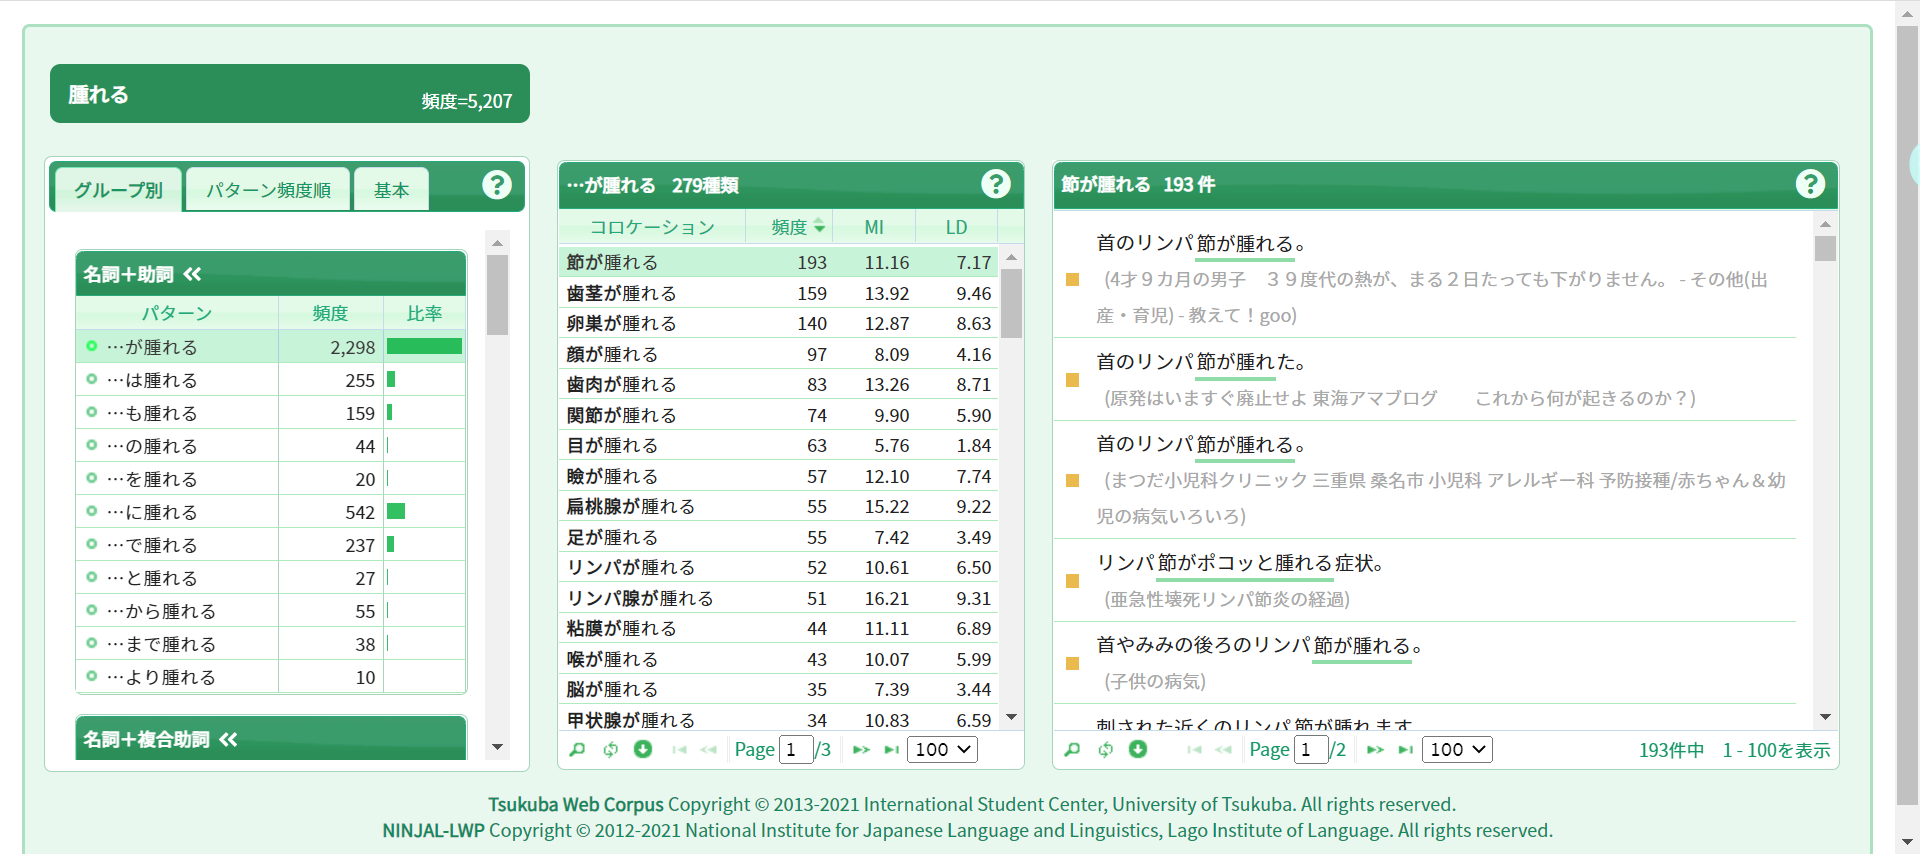 腫れる
頻度=5,207
グループ別 パターン頻度順 基本 ?
名詞＋助詞
パターン 頻度 比率
…が腫れる 2,298
…は腫れる 255
…も腫れる 159
…の腫れる 44
…を腫れる 20
…に腫れる 542
…で腫れる 237
…と腫れる 27
…から腫れる 55
…まで腫れる 38
…より腫れる 10
名詞＋複合助詞
…が腫れる 279種類 ?
コロケーション 頻度 MI LD
節が腫れる 193 11.16 7.17
歯茎が腫れる 159 13.92 9.46
卵巣が腫れる 140 12.87 8.63
顔が腫れる 97 8.09 4.16
歯肉が腫れる 83 13.26 8.71
関節が腫れる 74 9.90 5.90
目が腫れる 63 5.76 1.84
瞼が腫れる 57 12.10 7.74
扁桃腺が腫れる 55 15.22 9.22
足が腫れる 55 7.42 3.49
リンパが腫れる 52 10.61 6.50
リンパ腺が腫れる 51 16.21 9.31
粘膜が腫れる 44 11.11 6.89
喉が腫れる 43 10.07 5.99
脳が腫れる 35 7.39 3.44
甲状腺が腫れる 34 10.83 6.59
Page 1 /3 100
節が腫れる 193 件 ?
首のリンパ節が腫れる。
(4才９カ月の男子　３９度代の熱が、まる２日たっても下がりません。 - その他(出
産・育児) - 教えて！goo)
首のリンパ節が腫れた。
(原発はいますぐ廃止せよ 東海アマブログ　　これから何が起きるのか？)
首のリンパ節が腫れる。
(まつだ小児科クリニック 三重県 桑名市 小児科 アレルギー科 予防接種/赤ちゃん＆幼
児の病気いろいろ)
リンパ節がポコッと腫れる症状。
(亜急性壊死リンパ節炎の経過)
首やみみの後ろのリンパ節が腫れる。
(子供の病気)
刺された近くのリンパ節が腫れます
Page 1 /2 100 193件中 1 - 100を表示
Tsukuba Web Corpus Copyright © 2013-2021 International Student Center, University of Tsukuba. All rights reserved.
NINJAL-LWP Copyright © 2012-2021 National Institute for Japanese Language and Linguistics, Lago Institute of Language. All rights reserved.